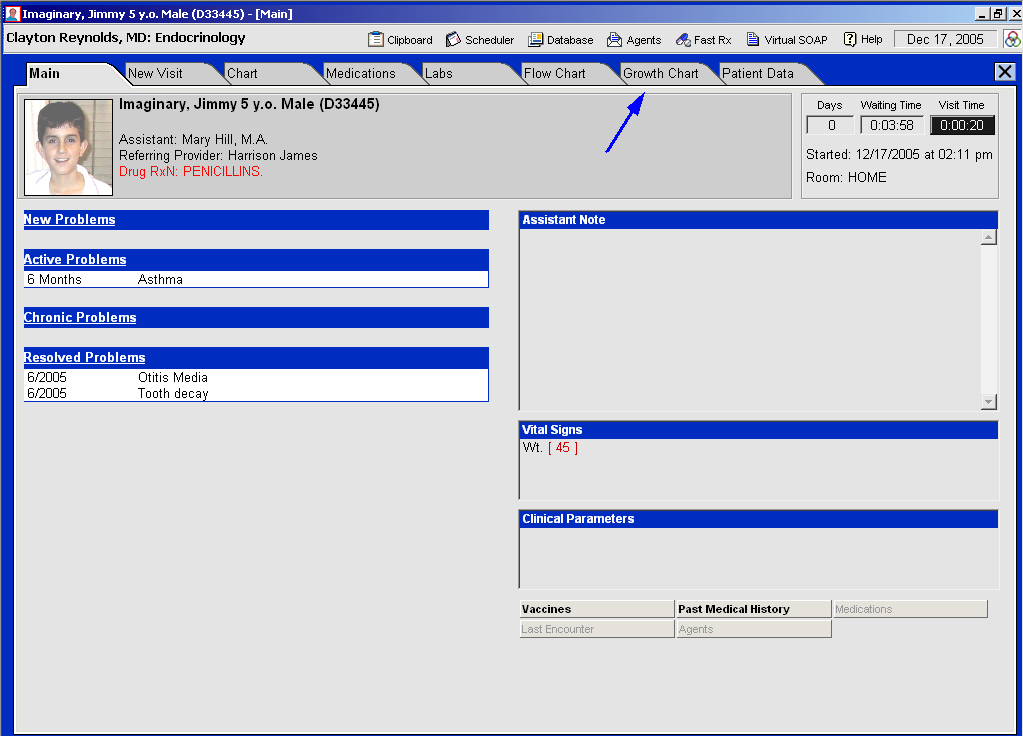 Imaginary, Jimmy 5 y.o. Male (D33445) - [Main]
Clayton Reynolds, MD: Endocrinology Clipboard Scheduler Database Agents Fast Rx Virtual SOAP Help Dec 17, 2005
Main New Visit Chart Medications Labs Flow Chart Growth Chart Patient Data
Imaginary, Jimmy 5 y.o. Male (D33445)
Assistant: Mary Hill, M.A.
Referring Provider: Harrison James
Drug RxN: PENICILLINS.
Days Waiting Time Visit Time
0 0:03:58 0:00:20
Started: 12/17/2005 at 02:11 pm
Room: HOME
New Problems
Active Problems
6 Months Asthma
Chronic Problems
Resolved Problems
6/2005 Otitis Media
6/2005 Tooth decay
Assistant Note
Vital Signs
Wt. [ 45 ]
Clinical Parameters
Vaccines Past Medical History Medications
Last Encounter Agents